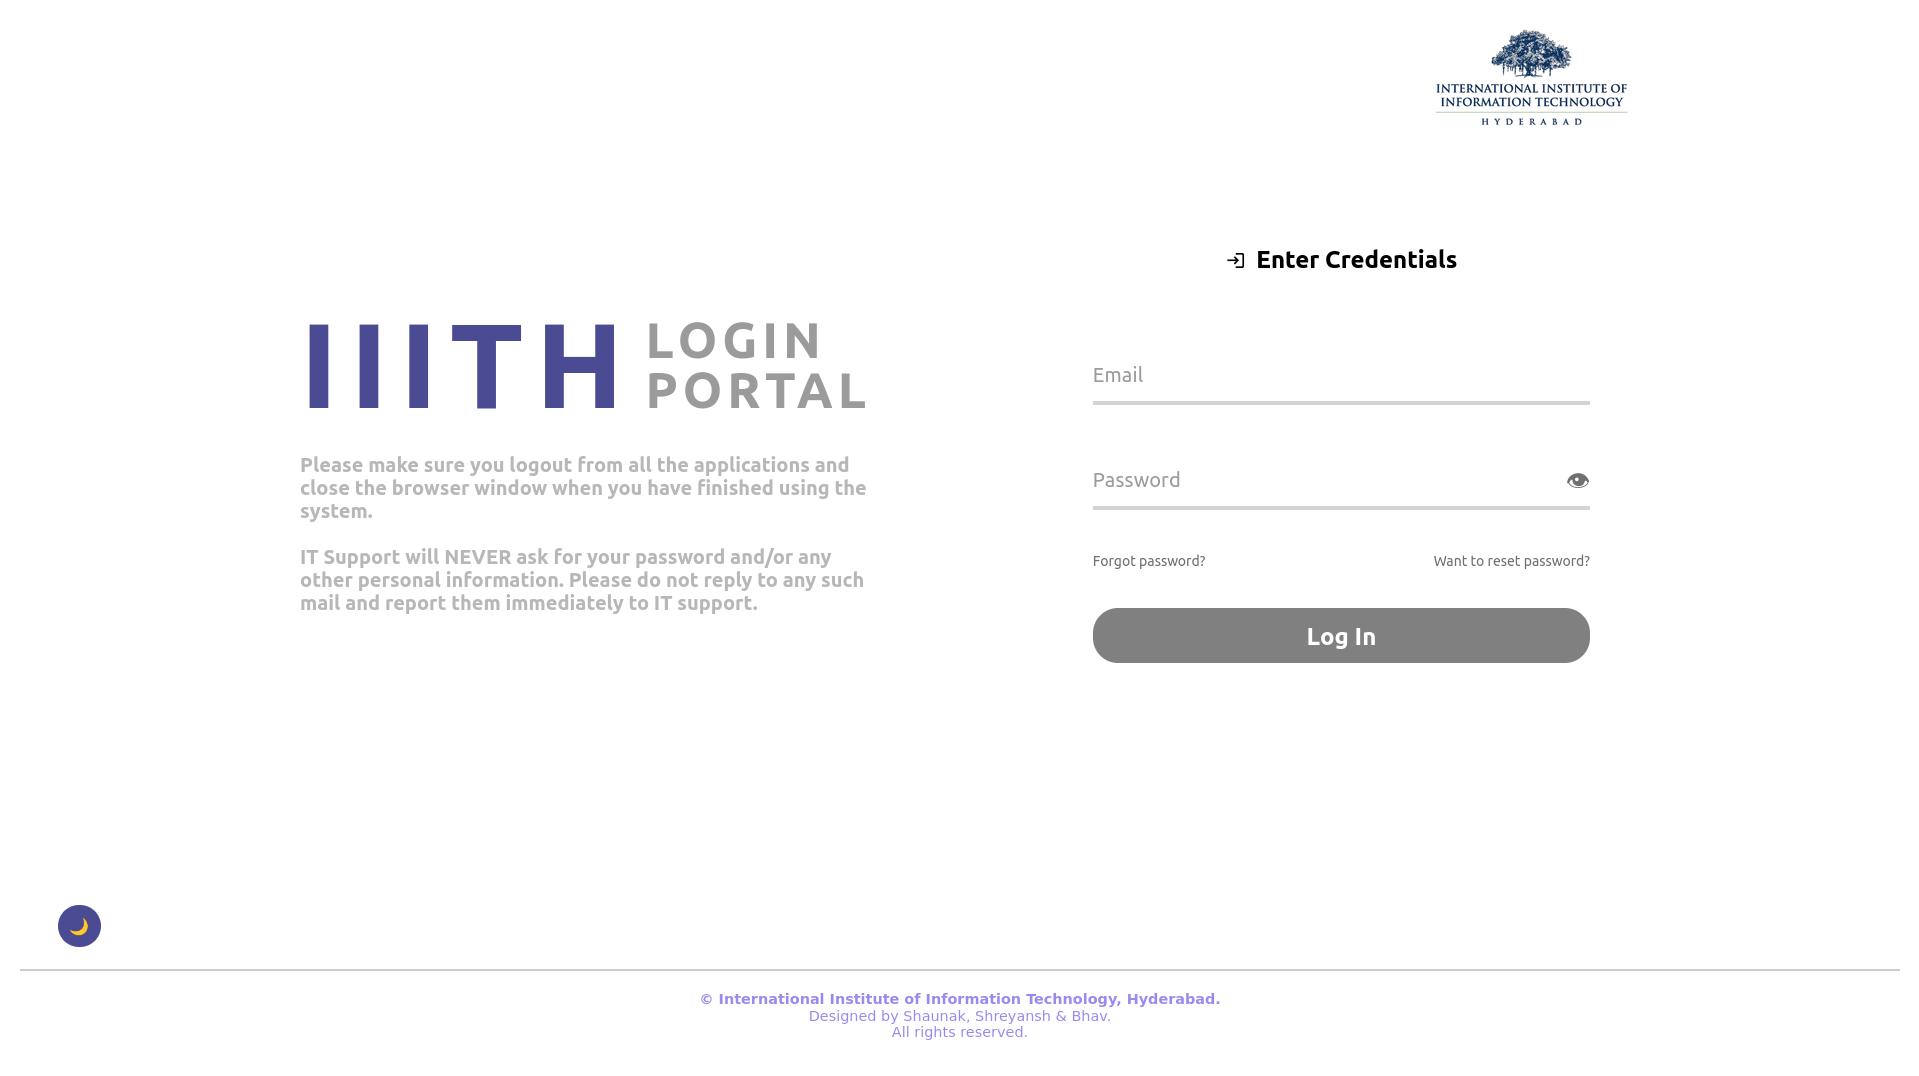 INTERNATIONAL INSTITUTE OF
INFORMATION TECHNOLOGY
HYDERABAD
IIITH
LOGIN
PORTAL
Please make sure you logout from all the applications and
close the browser window when you have finished using the
system.
IT Support will NEVER ask for your password and/or any
other personal information. Please do not reply to any such
mail and report them immediately to IT support.
Enter Credentials
Email
Password
Forgot password?
Want to reset password?
Log In
© International Institute of Information Technology, Hyderabad.
Designed by Shaunak, Shreyansh & Bhav.
All rights reserved.